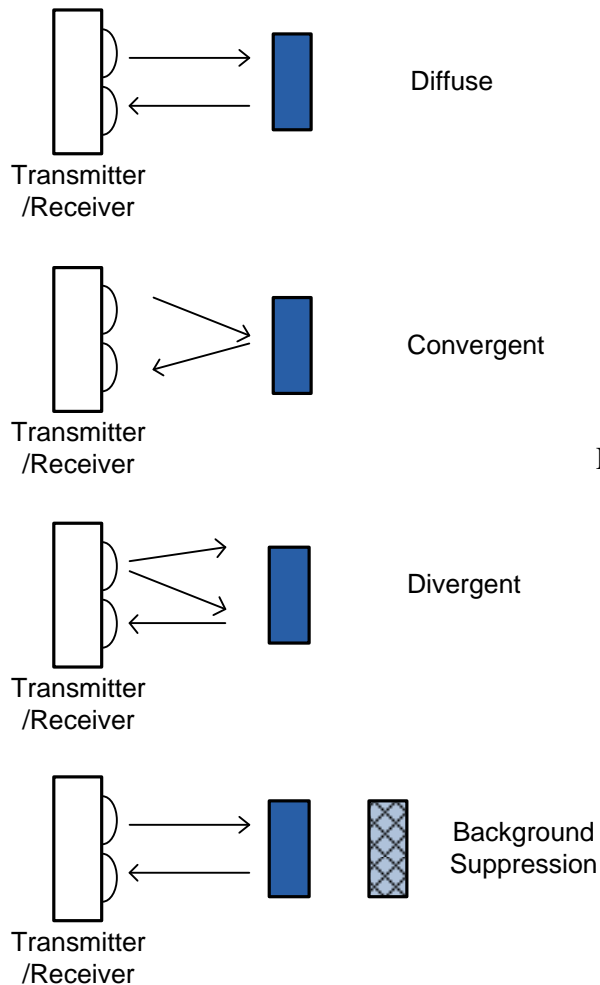 Diffuse
Transmitter
/Receiver
Convergent
Transmitter
/Receiver
Divergent
Transmitter
/Receiver
Background
Suppression
Transmitter
/Receiver